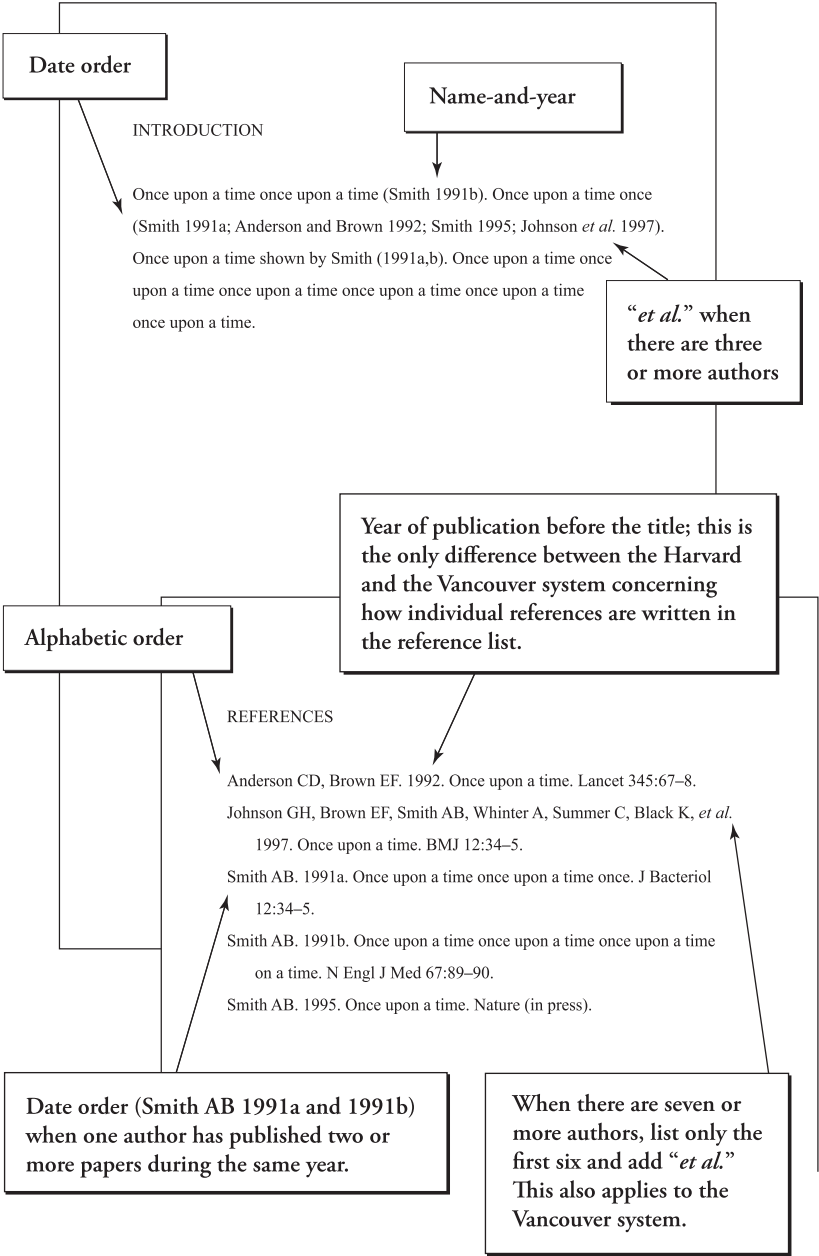 Date order
Name-and-year
INTRODUCTION
Once upon a time once upon a time (Smith 1991b). Once upon a time once
(Smith 1991a; Anderson and Brown 1992; Smith 1995; Johnson et al. 1997).
Once upon a time shown by Smith (1991a,b). Once upon a time once
upon a time once upon a time once upon a time once upon a time
once upon a time.
“et al.” when
there are three
or more authors
Year of publication before the title; this is
the only difference between the Harvard
and the Vancouver system concerning
how individual references are written in
the reference list.
Alphabetic order
REFERENCES
Anderson CD, Brown EF. 1992. Once upon a time. Lancet 345:67–8.
Johnson GH, Brown EF, Smith AB, Whinter A, Summer C, Black K, et al.
1997. Once upon a time. BMJ 12:34–5.
Smith AB. 1991a. Once upon a time once upon a time once. J Bacteriol
12:34–5.
Smith AB. 1991b. Once upon a time once upon a time once upon a time
on a time. N Engl J Med 67:89–90.
Smith AB. 1995. Once upon a time. Nature (in press).
Date order (Smith AB 1991a and 1991b)
when one author has published two or
more papers during the same year.
When there are seven or
more authors, list only the
first six and add “et al.”
This also applies to the
Vancouver system.